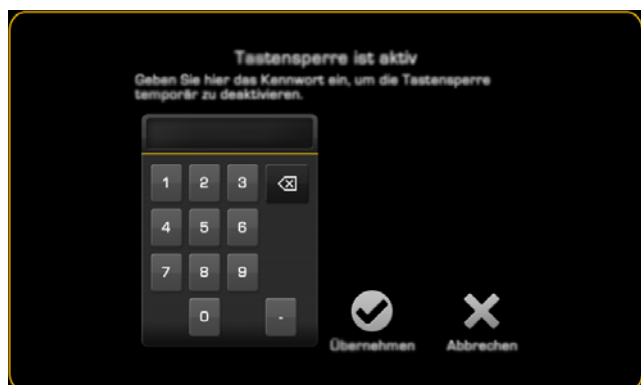 Tastensperre ist aktiv
Geben Sie hier das Kennwort ein, um die Tastensperre
temporär zu deaktivieren.
1 2 3
4 5 6
7 8 9
0 .
Übernehmen Abbrechen